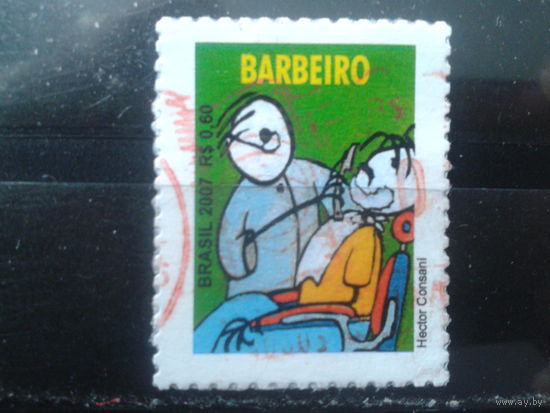 BARBEIRO
BRASIL 2007 R$ 0,60
Hector Consani
www.ay.by